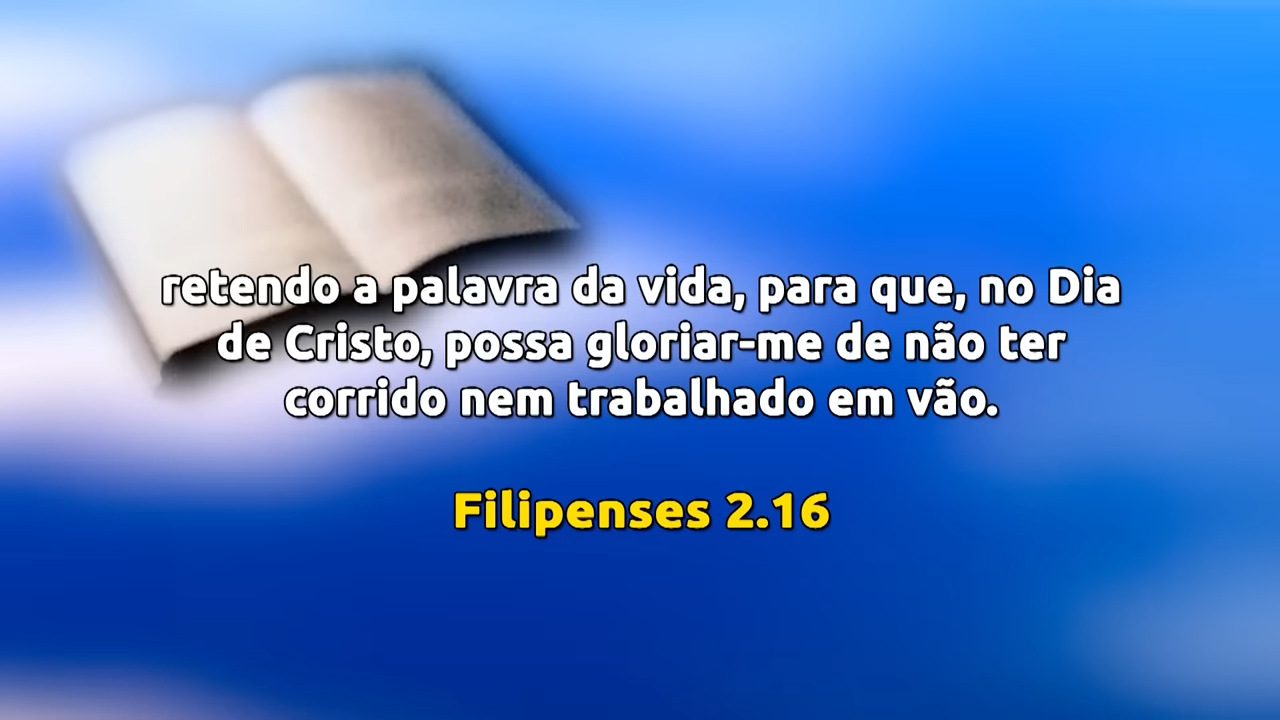 retendo a palavra da vida, para que, no Dia
de Cristo, possa gloriar-me de não ter
corrido nem trabalhado em vão.
Filipenses 2.16